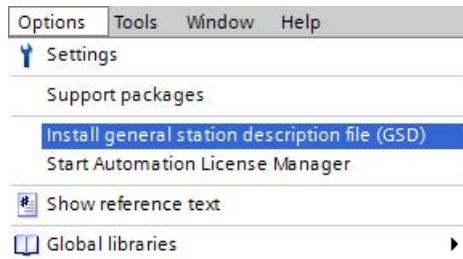 Options Tools Window Help
Settings
Support packages
Install general station description file (GSD)
Start Automation License Manager
Show reference text
Global libraries